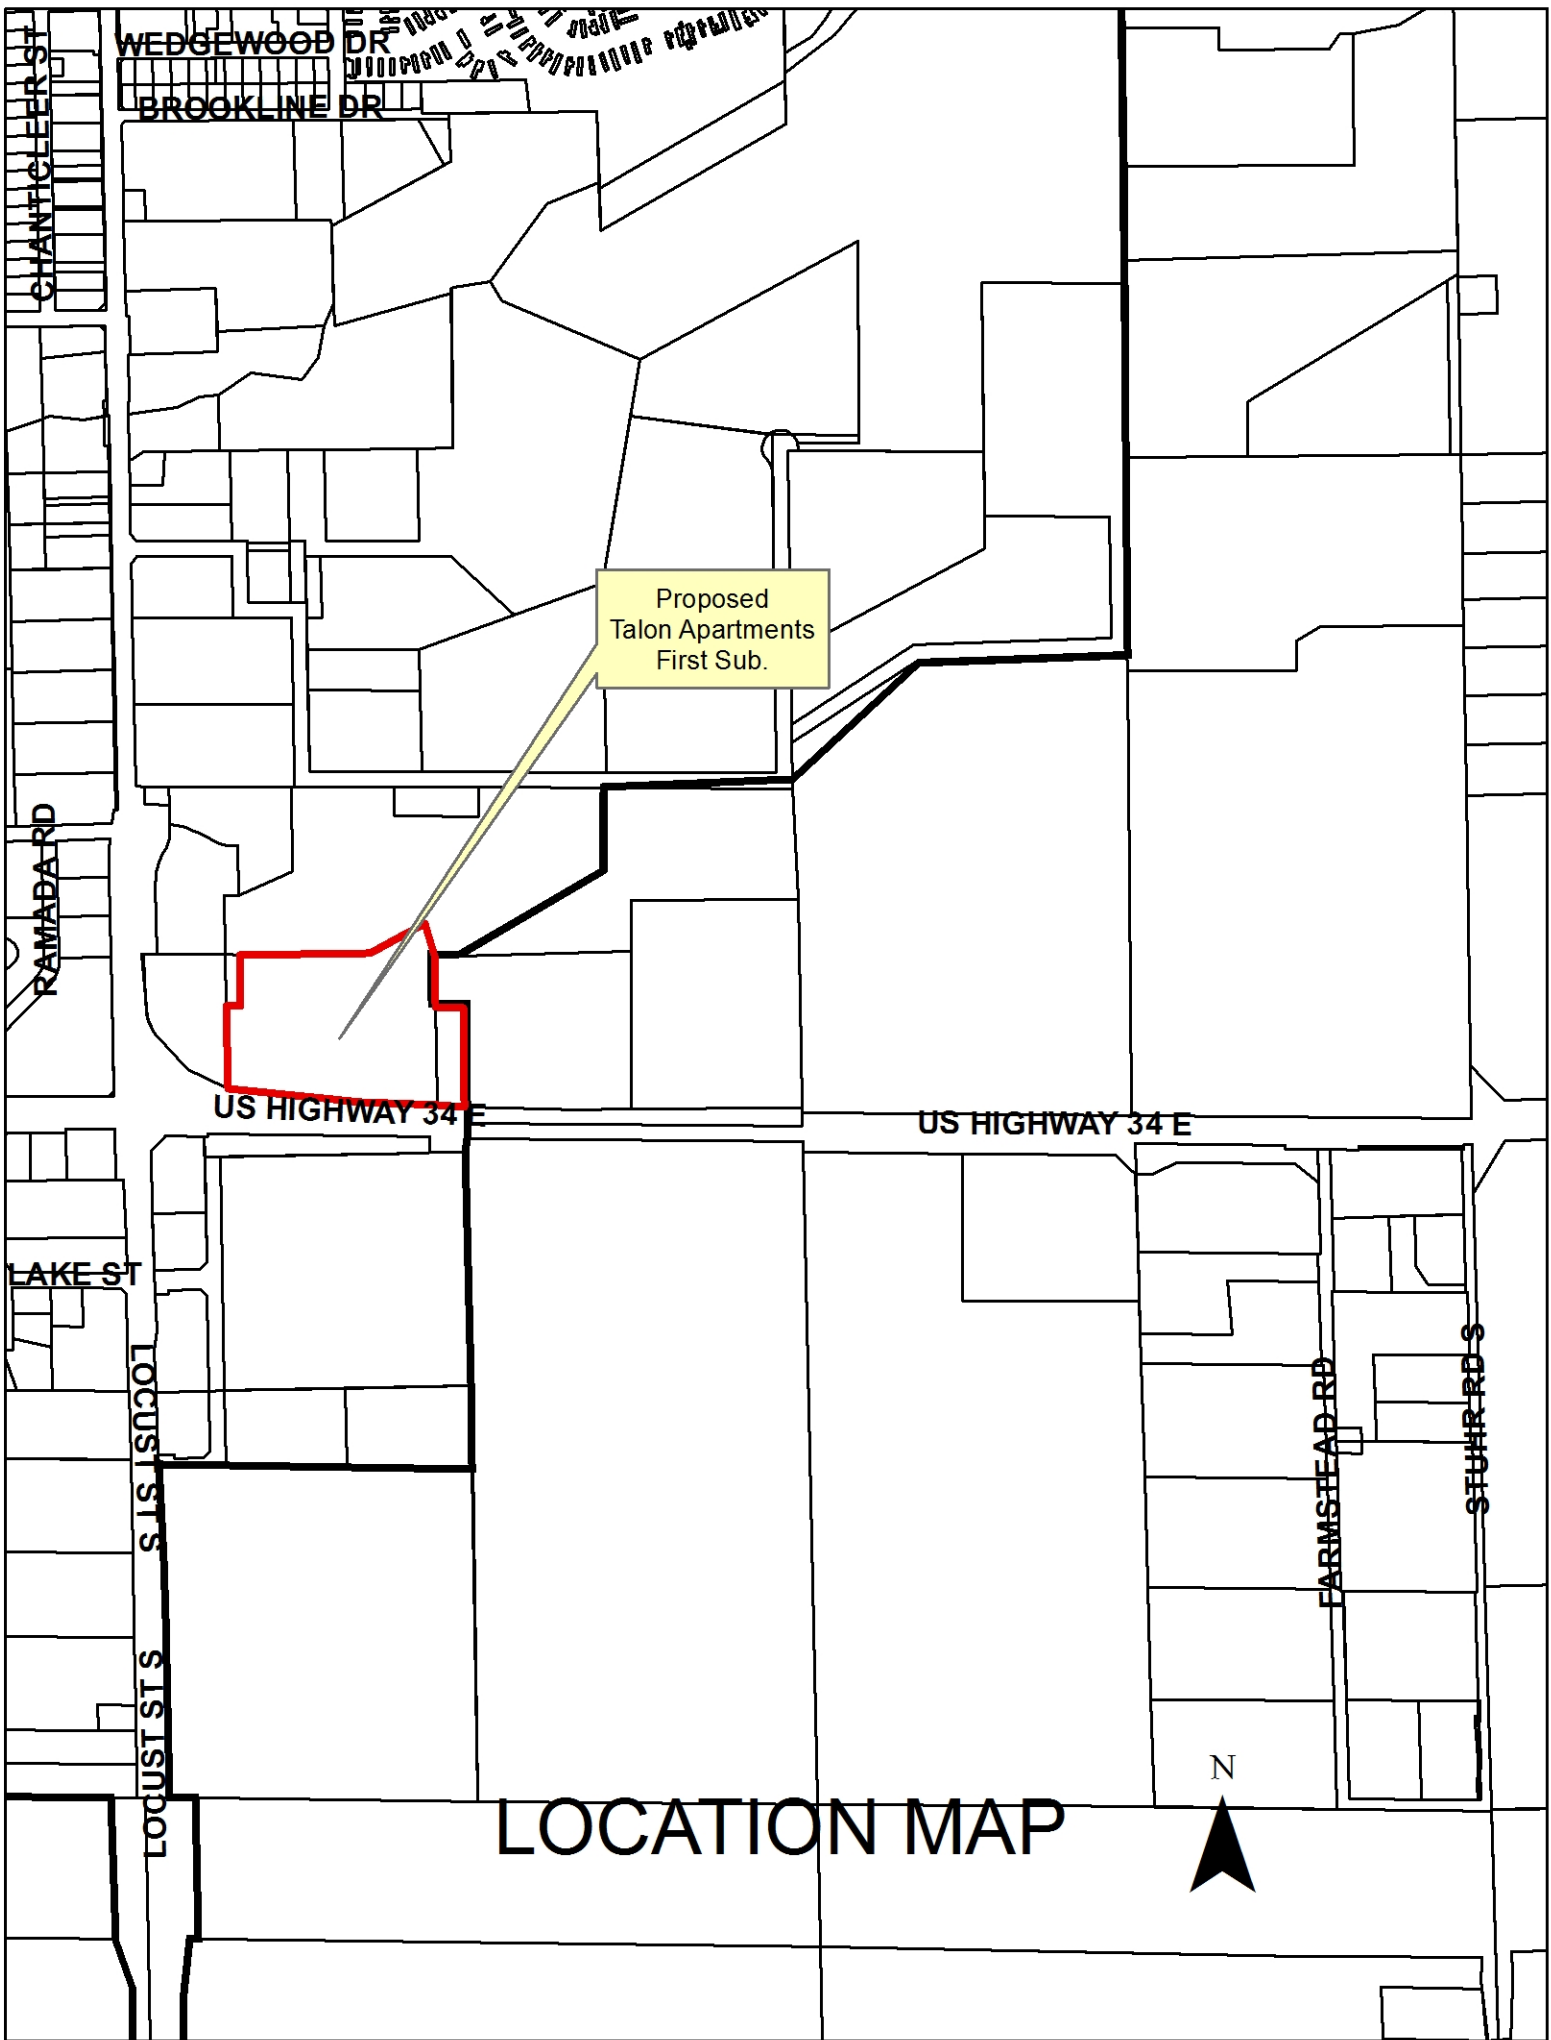 WEDGEWOOD DR
BROOKLINE DR
CHANTICLEER ST
Proposed
Talon Apartments
First Sub.
RAMADA RD
US HIGHWAY 34 E
US HIGHWAY 34 E
LAKE ST
LOCUST ST S
FARMSTEAD RD
STUHR RD S
LOCUST ST S
N
LOCATION MAP